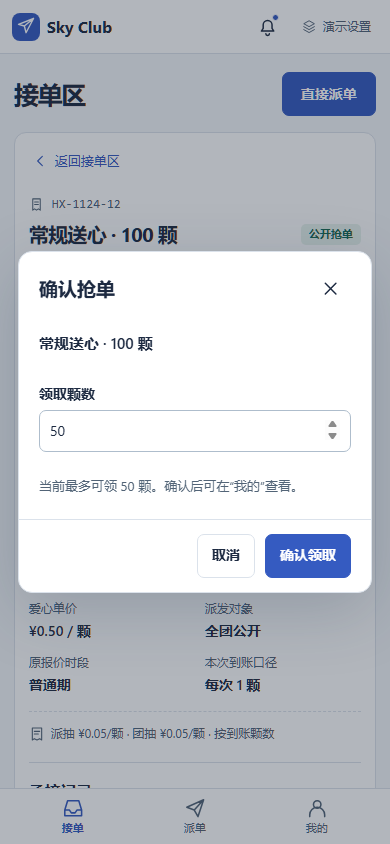 Sky Club
演示设置
接单区
直接派单
返回接单区
HX-1124-12
常规送心 · 100 颗
公开抢单
确认抢单
常规送心 · 100 颗
领取颗数
50
当前最多可领 50 颗。确认后可在“我的”查看。
取消
确认领取
爱心单价
派发对象
¥0.50 / 颗
全团公开
原报价时段
本次到账口径
普通期
每次 1 颗
派抽 ¥0.05/颗 · 团抽 ¥0.05/颗 · 按到账颗数
接单
派单
我的